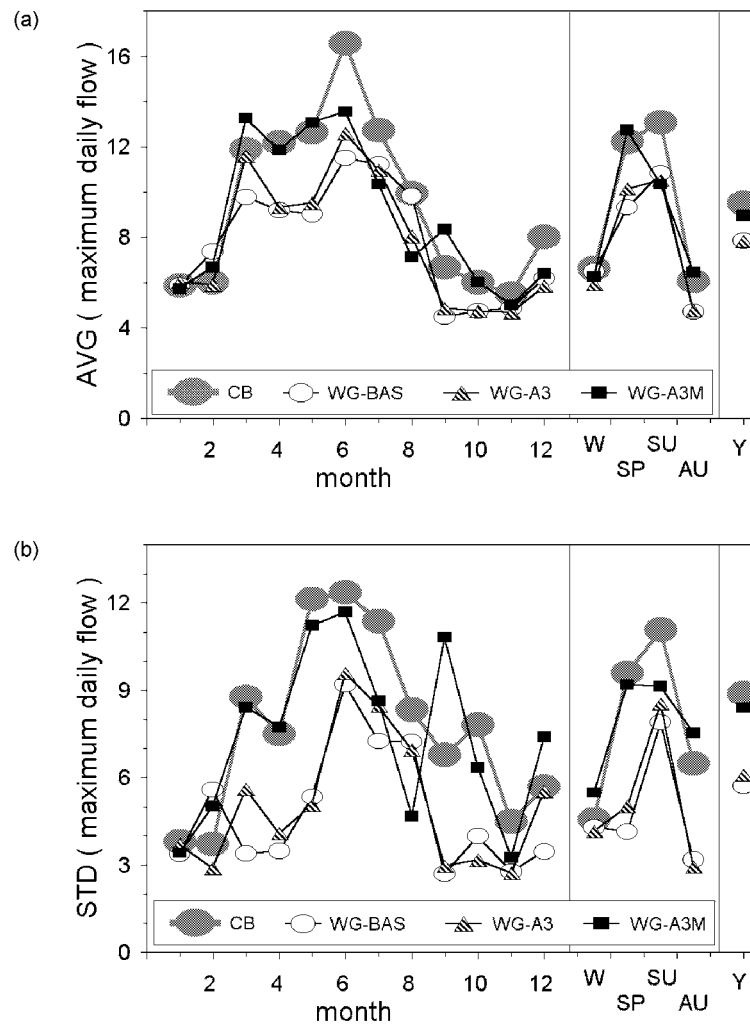 (a)
AVG ( maximum daily flow )
16
12
8
4
0
CB WG-BAS WG-A3 WG-A3M
2 4 6 8 10 12
month
W SP SU AU
Y
(b)
STD ( maximum daily flow )
12
9
6
3
0
CB WG-BAS WG-A3 WG-A3M
2 4 6 8 10 12
month
W SP SU AU
Y